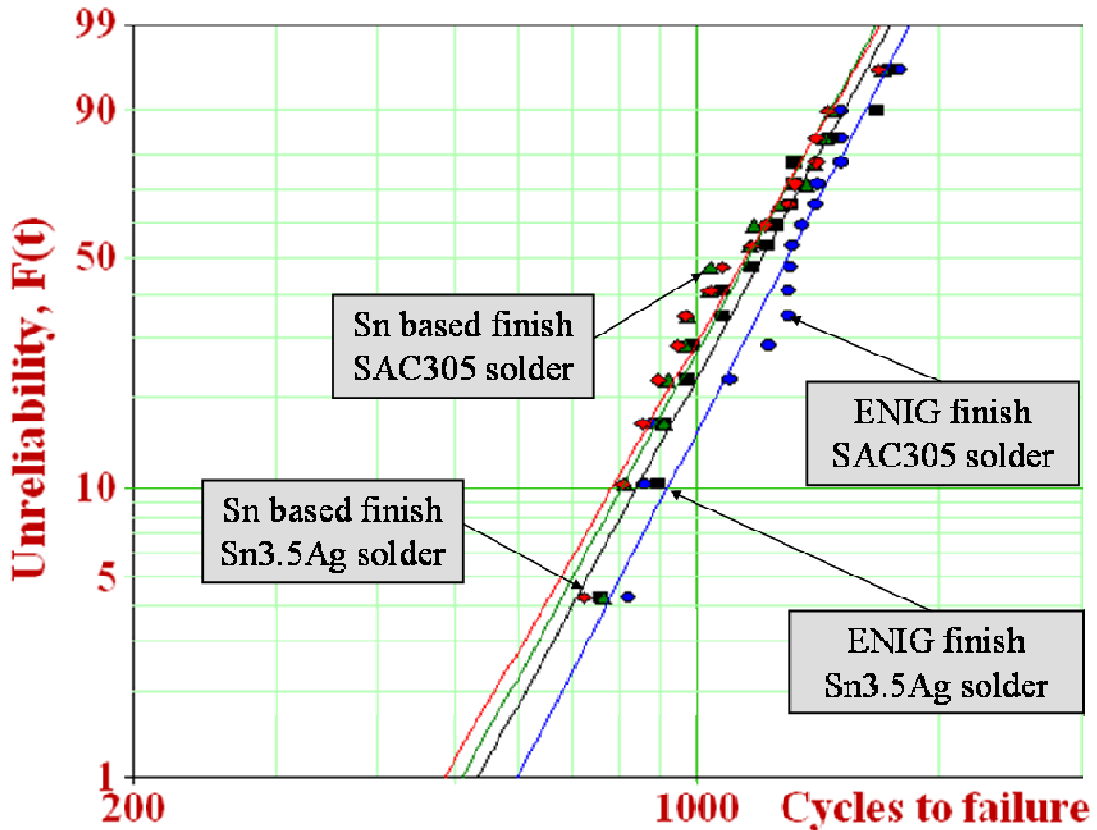 99
90
50
10
5
1
Unreliability, F(t)
Sn based finish
SAC305 solder
ENIG finish
SAC305 solder
Sn based finish
Sn3.5Ag solder
ENIG finish
Sn3.5Ag solder
200
1000
Cycles to failure